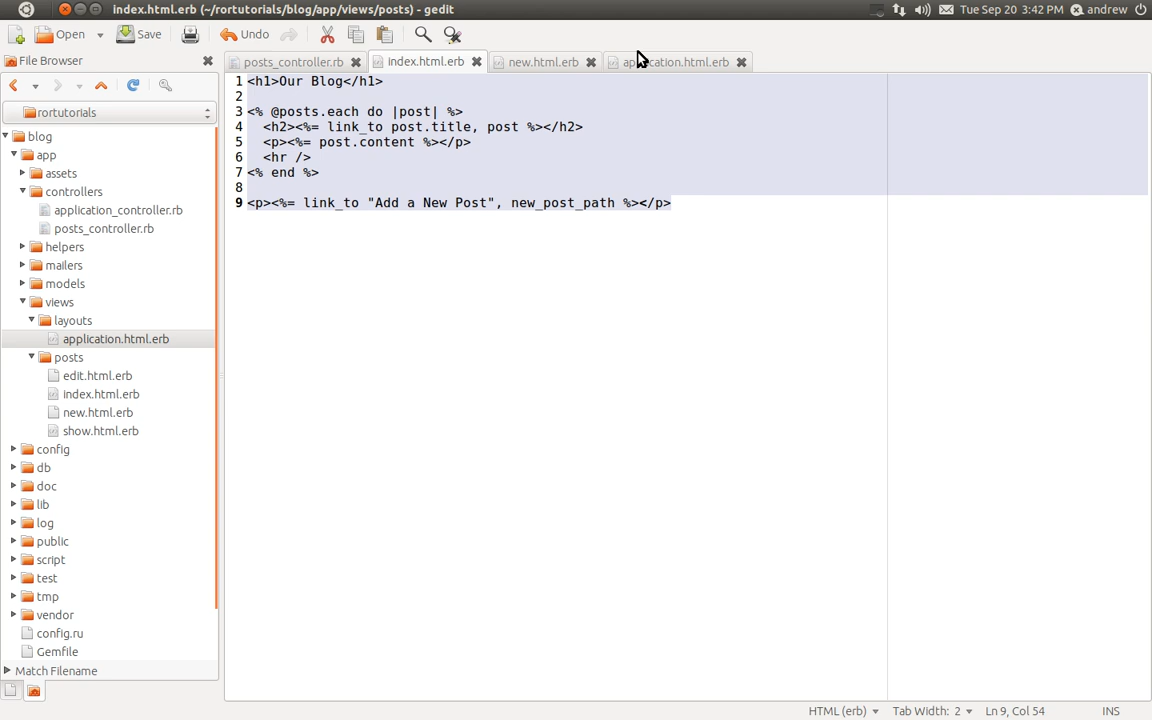 index.html.erb (~/rortutorials/blog/app/views/posts) - gedit
Tue Sep 20 3:42 PM andrew
Open Save Undo
File Browser
posts_controller.rb index.html.erb new.html.erb application.html.erb
rortutorials
blog
app
assets
controllers
application_controller.rb
posts_controller.rb
helpers
mailers
models
views
layouts
application.html.erb
posts
edit.html.erb
index.html.erb
new.html.erb
show.html.erb
config
db
doc
lib
log
public
script
test
tmp
vendor
config.ru
Gemfile
Match Filename
1 <h1>Our Blog</h1>
2
3 <% @posts.each do |post| %>
4   <h2><%= link_to post.title, post %></h2>
5   <p><%= post.content %></p>
6   <hr />
7 <% end %>
8
9 <p><%= link_to "Add a New Post", new_post_path %></p>
HTML (erb) Tab Width: 2 Ln 9, Col 54 INS